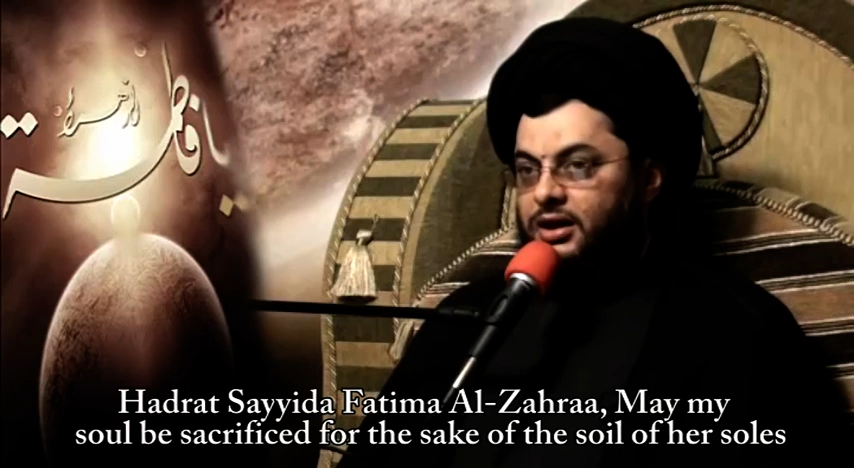 يا فاطمة
الزهراء
Hadrat Sayyida Fatima Al-Zahraa, May my
soul be sacrificed for the sake of the soil of her soles